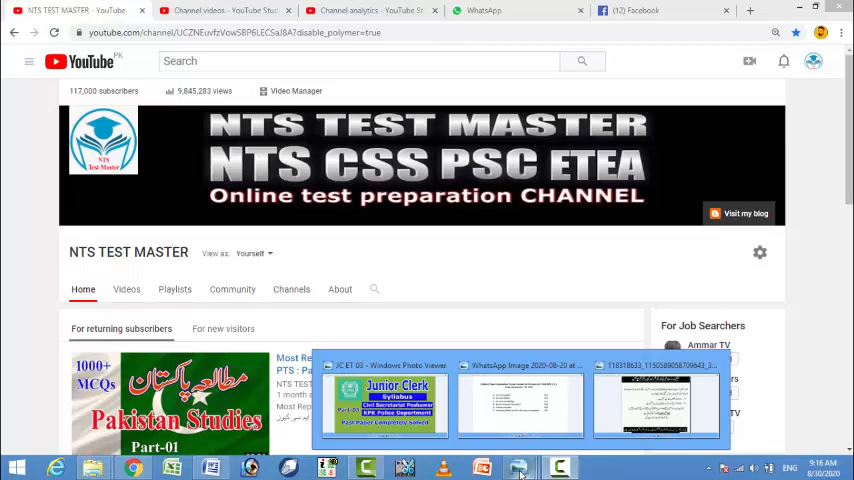 NTS TEST MASTER - YouTube
Channel videos - YouTube Stud
Channel analytics - YouTube St
WhatsApp
(12) Facebook
youtube.com/channel/UCZNEuvfzVowSBP6LECSaJ8A?disable_polymer=true
YouTube PK
Search
117,000 subscribers
9,845,283 views
Video Manager
NTS TEST MASTER
NTS CSS PSC ETEA
Online test preparation CHANNEL
NTS
Test Master
Visit my blog
NTS TEST MASTER
View as: Yourself
Home
Videos
Playlists
Community
Channels
About
For returning subscribers
For new visitors
For Job Searchers
Ammar TV
1000+
MCQs
مطالعہ پاکستان
Pakistan Studies
Part-01
Most Re
PTS : Pa
NTS TEST
1 month a
Most Rep
JC ET 03 - Windows Photo Viewer
WhatsApp Image 2020-08-20 at ...
118318633_1150589058709643_3...
Junior Clerk
Syllabus
Part-03
Civil Secretariat Peshawar
KPK Police Department
Past Paper Completely Solved
ENG
9:16 AM
8/30/2020